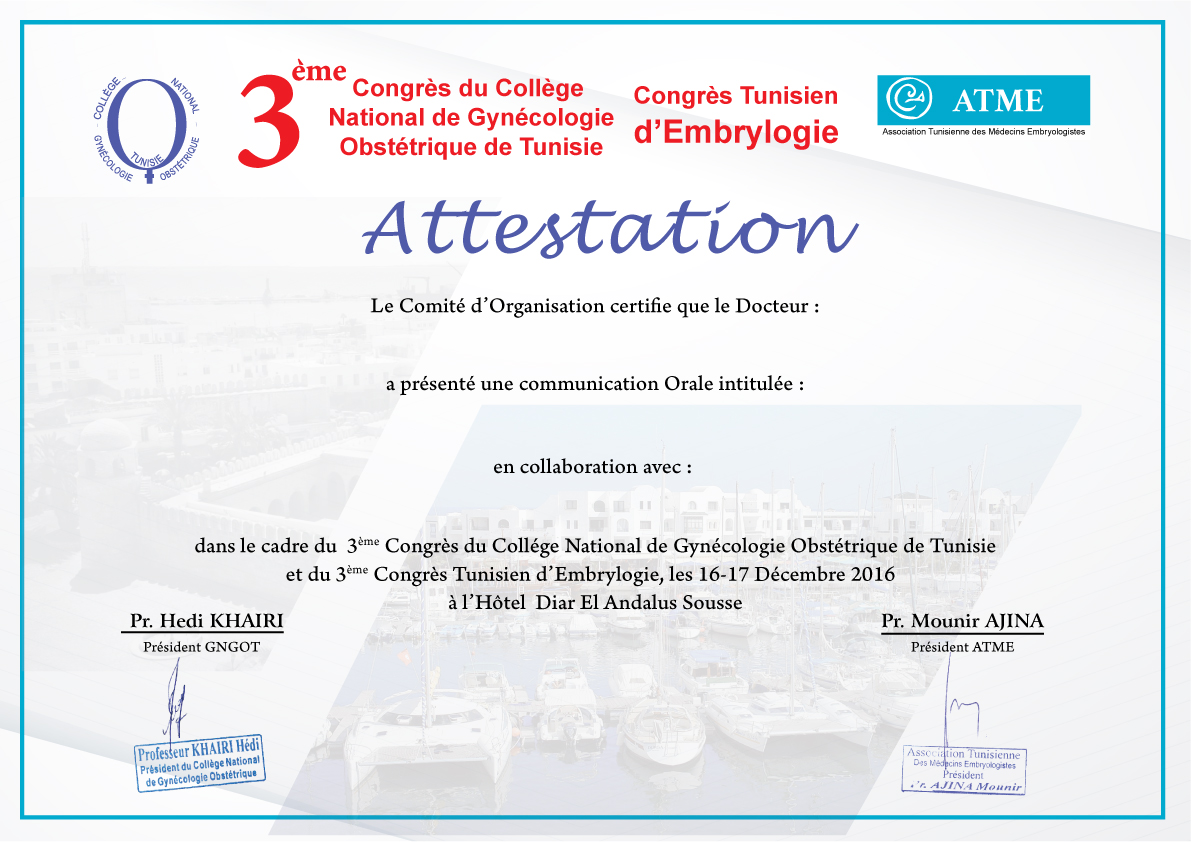 COLLÈGE NATIONAL
GYNÉCOLOGIE OBSTÉTRIQUE
TUNISIE
3ème
Congrès du Collège
National de Gynécologie
Obstétrique de Tunisie
Congrès Tunisien
d’Embrylogie
ATME
Association Tunisienne des Médecins Embryologistes
Attestation
Le Comité d’Organisation certifie que le Docteur :
a présenté une communication Orale intitulée :
en collaboration avec :
dans le cadre du 3ème Congrès du Collége National de Gynécologie Obstétrique de Tunisie
et du 3ème Congrès Tunisien d’Embrylogie, les 16-17 Décembre 2016
à l’Hôtel Diar El Andalus Sousse
Pr. Hedi KHAIRI
Président GNGOT
Pr. Mounir AJINA
Président ATME
Professeur KHAIRI Hédi
Président du Collège National
de Gynécologie Obstétrique
Association Tunisienne
Des Médecins Embryologistes
Président
Pr. AJINA Mounir